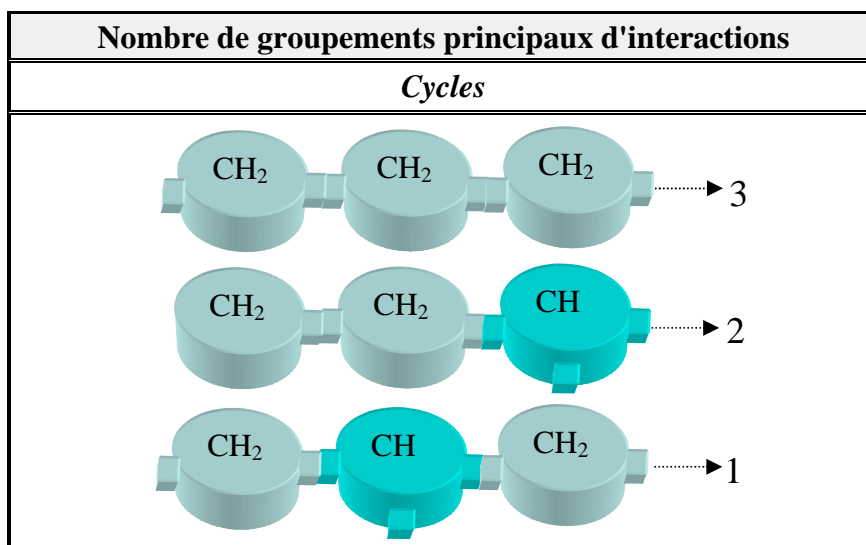 Nombre de groupements principaux d'interactions
Cycles
CH₂ CH₂ CH₂ 3
CH₂ CH₂ CH 2
CH₂ CH CH₂ 1